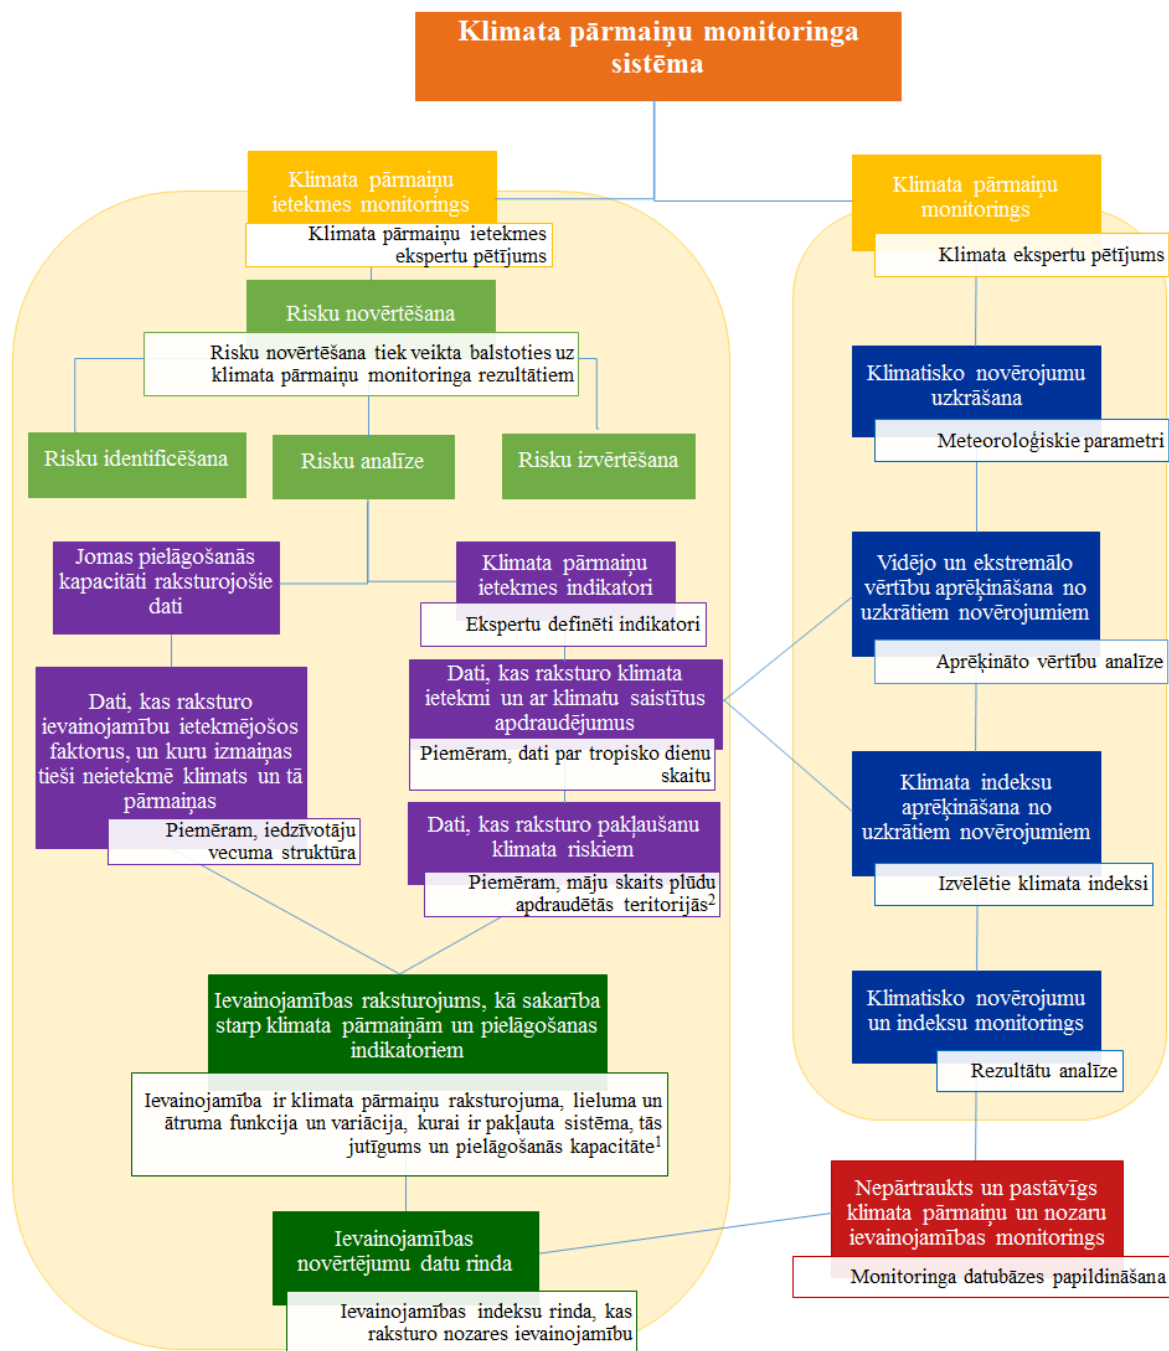 Klimata pārmaiņu monitoringa
sistēma
Klimata pārmaiņu
ietekmes monitorings
Klimata pārmaiņu ietekmes
ekspertu pētījums
Risku novērtēšana
Risku novērtēšana tiek veikta balstoties uz
klimata pārmaiņu monitoringa rezultātiem
Risku identificēšana
Risku analīze
Risku izvērtēšana
Jomas pielāgošanās
kapacitāti raksturojošie
dati
Klimata pārmaiņu
ietekmes indikatori
Ekspertu definēti indikatori
Dati, kas raksturo
ievainojamību ietekmējošos
faktorus, un kuru izmaiņas
tieši neietekmē klimats un tā
pārmaiņas
Piemēram, iedzīvotāju
vecuma struktūra
Dati, kas raksturo klimata
ietekmi un ar klimatu saistītus
apdraudējumus
Piemēram, dati par tropisko dienu
skaitu
Dati, kas raksturo pakļaušanu
klimata riskiem
Piemēram, māju skaits plūdu
apdraudētās teritorijās²
Ievainojamības raksturojums, kā sakarība
starp klimata pārmaiņām un pielāgošanas
indikatoriem
Ievainojamība ir klimata pārmaiņu raksturojuma, lieluma un
ātruma funkcija un variācija, kurai ir pakļauta sistēma, tās
jutīgums un pielāgošanās kapacitāte¹
Ievainojamības
novērtējumu datu rinda
Ievainojamības indeksu rinda, kas
raksturo nozares ievainojamību
Klimata pārmaiņu
monitorings
Klimata ekspertu pētījums
Klimatisko novērojumu
uzkrāšana
Meteoroloģiskie parametri
Vidējo un ekstremālo
vērtību aprēķināšana no
uzkrātiem novērojumiem
Aprēķināto vērtību analīze
Klimata indeksu
aprēķināšana no
uzkrātiem novērojumiem
Izvēlētie klimata indeksi
Klimatisko novērojumu
un indeksu monitorings
Rezultātu analīze
Nepārtraukts un pastāvīgs
klimata pārmaiņu un nozaru
ievainojamības monitorings
Monitoringa datubāzes papildināšana